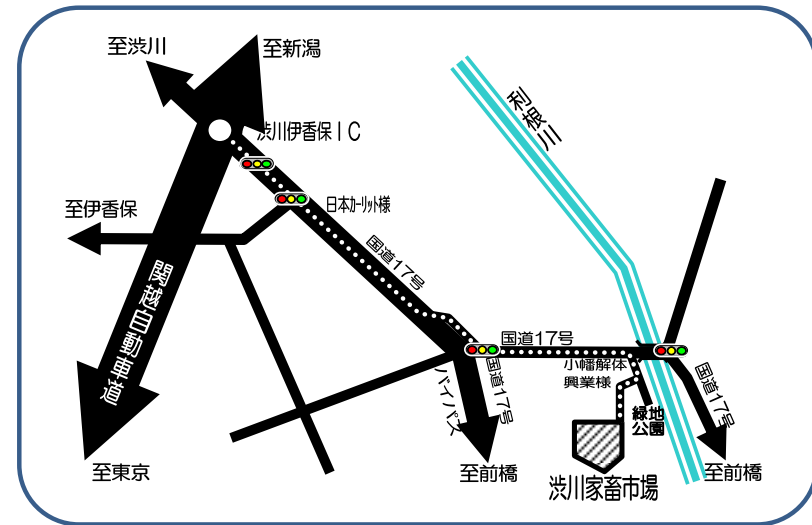 至渋川
至新潟
渋川伊香保IC
利根川
至伊香保
日本カーリット様
国道17号
関越自動車道
国道17号
小幡解体
興業様
国道17号
バイパス
国道17号
緑地
公園
至東京
至前橋
渋川家畜市場
至前橋